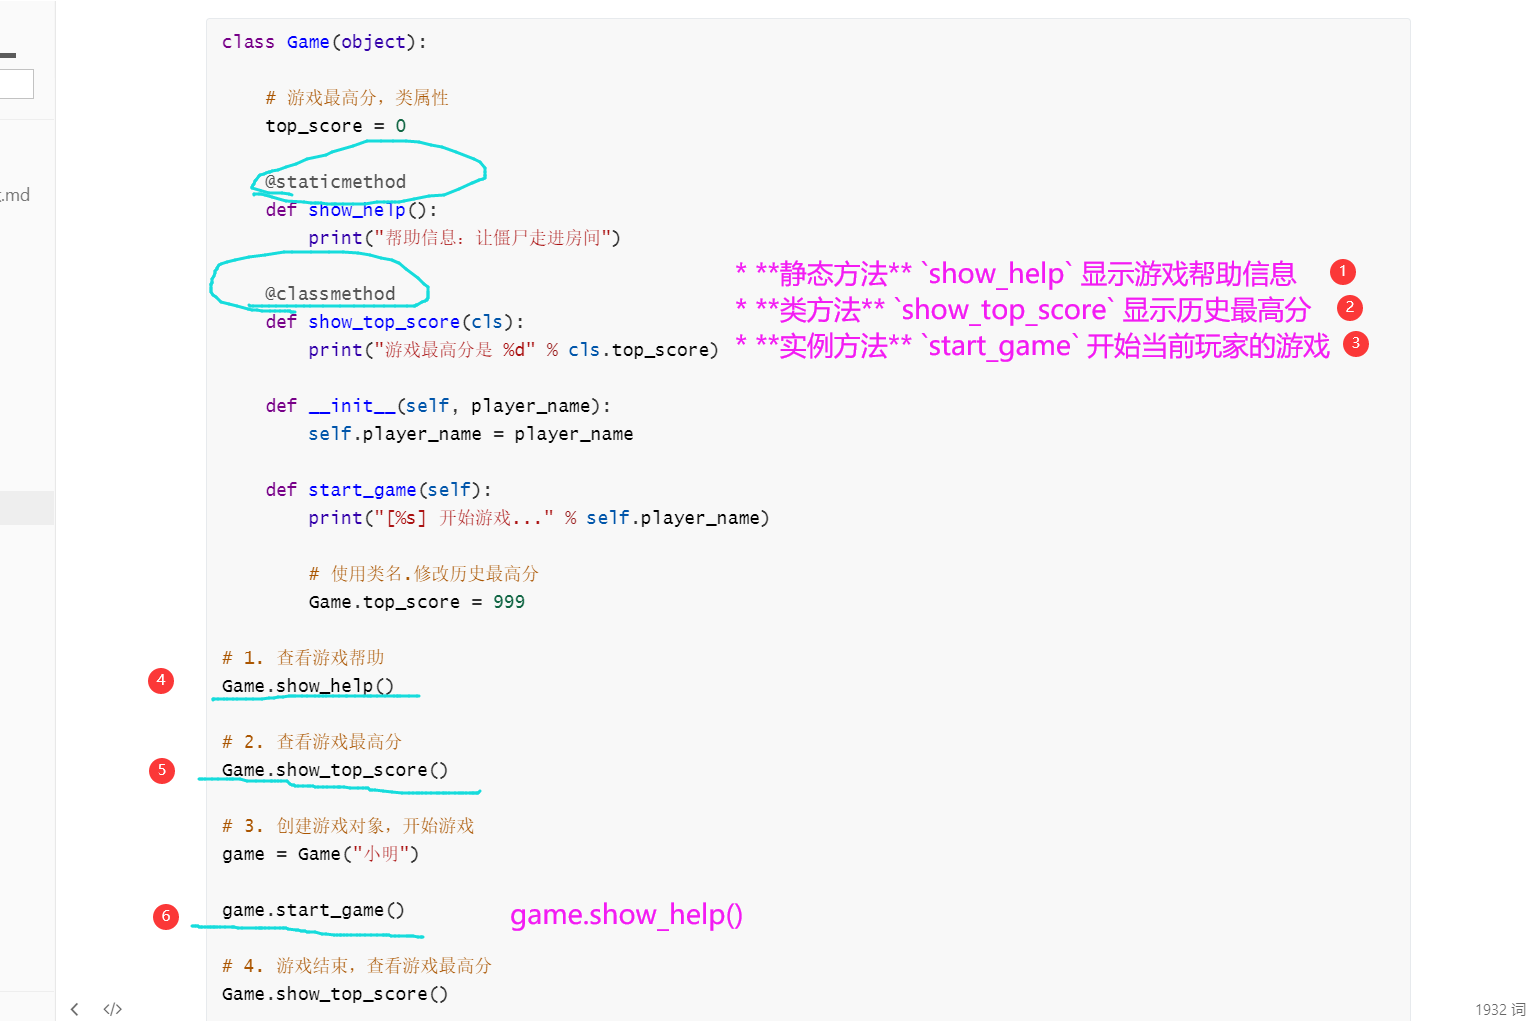 class Game(object):
# 游戏最高分，类属性
top_score = 0
@staticmethod
def show_help():
print("帮助信息：让僵尸走进房间")
@classmethod
def show_top_score(cls):
print("游戏最高分是 %d" % cls.top_score)
* **静态方法** `show_help` 显示游戏帮助信息 1
* **类方法** `show_top_score` 显示历史最高分 2
* **实例方法** `start_game` 开始当前玩家的游戏 3
def __init__(self, player_name):
self.player_name = player_name
def start_game(self):
print("[%s] 开始游戏..." % self.player_name)
# 使用类名.修改历史最高分
Game.top_score = 999
# 1. 查看游戏帮助
4 Game.show_help()
# 2. 查看游戏最高分
5 Game.show_top_score()
# 3. 创建游戏对象，开始游戏
game = Game("小明")
6 game.start_game() game.show_help()
# 4. 游戏结束，查看游戏最高分
Game.show_top_score()
.md
</> 1932 词